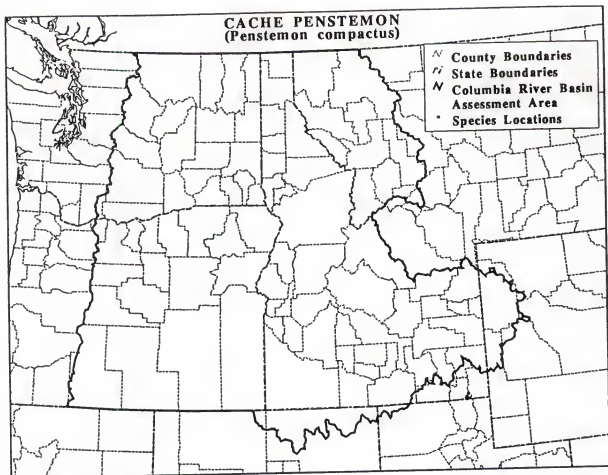 CACHE PENSTEMON
(Penstemon compactus)
N County Boundaries
N State Boundaries
N Columbia River Basin
Assessment Area
* Species Locations